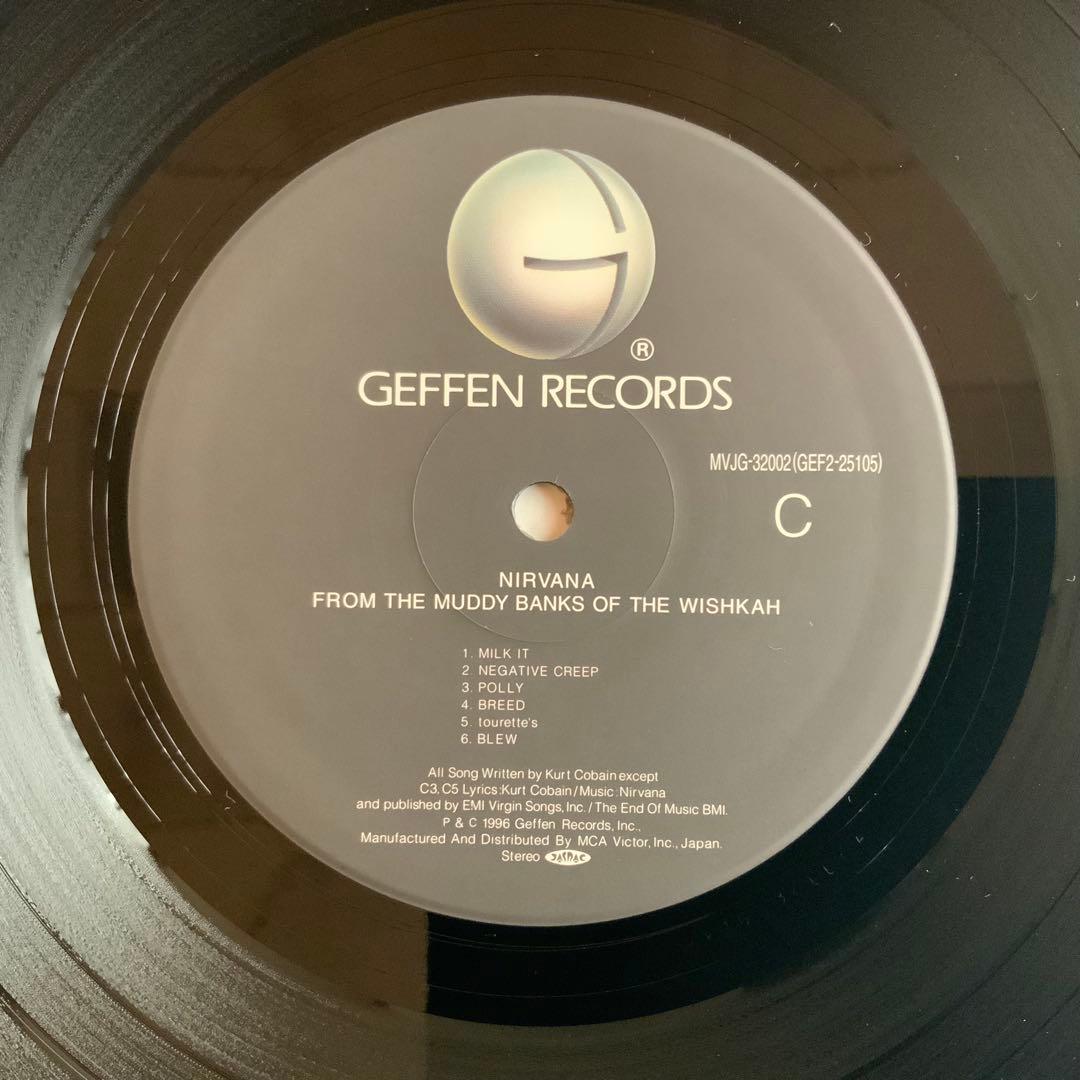 ®
GEFFEN RECORDS
MVJG-32002(GEF2-25105)
C
NIRVANA
FROM THE MUDDY BANKS OF THE WISHKAH
1. MILK IT
2. NEGATIVE CREEP
3. POLLY
4. BREED
5. tourette's
6. BLEW
All Song Written by Kurt Cobain except
C3, C5 Lyrics:Kurt Cobain/Music:Nirvana
and published by EMI Virgin Songs, Inc./The End Of Music BMI.
P & C 1996 Geffen Records, Inc.,
Manufactured And Distributed By MCA Victor, Inc., Japan.
Stereo JASRAC